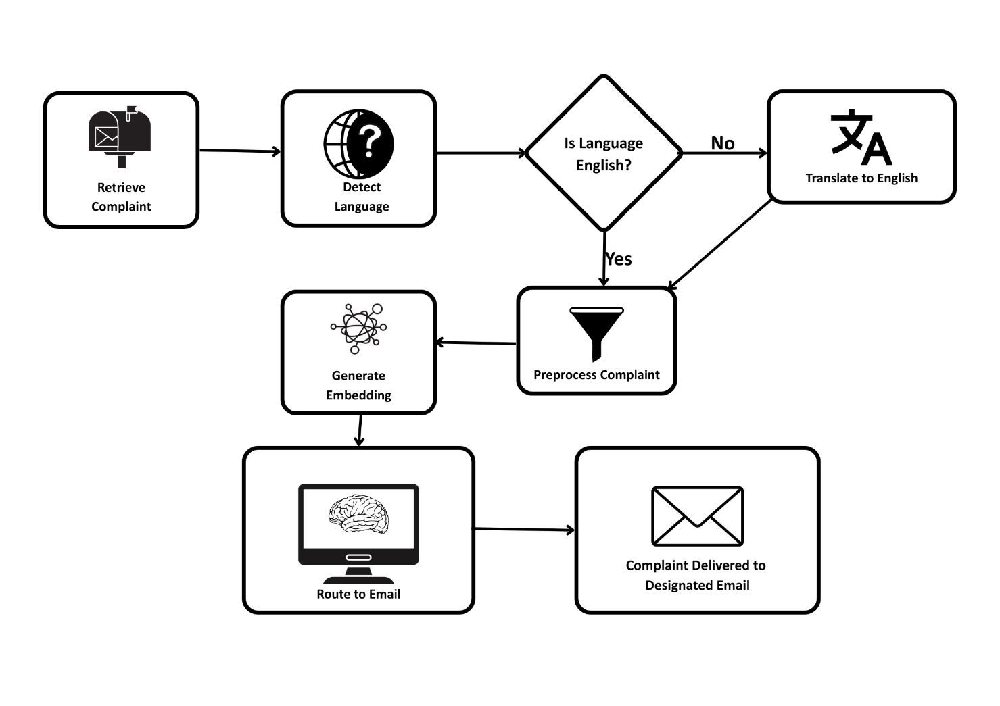 Retrieve
Complaint
Detect
Language
Is Language
English?
No
文A
Translate to English
Yes
Generate
Embedding
Preprocess Complaint
Route to Email
Complaint Delivered to
Designated Email